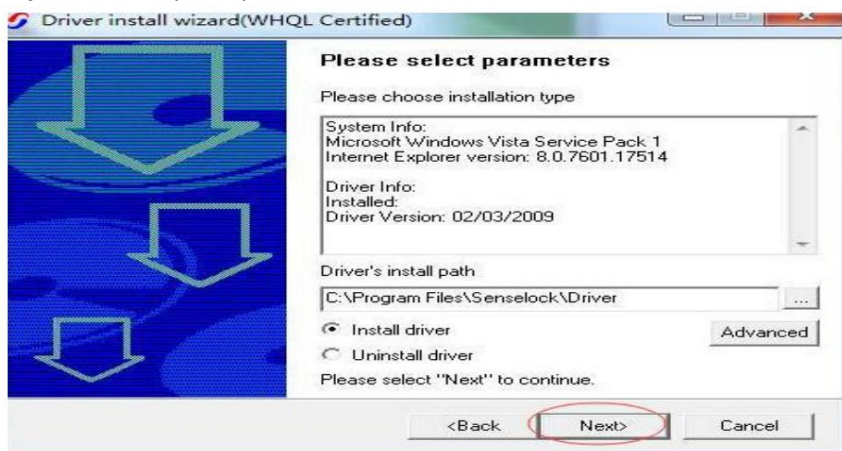 Driver install wizard(WHQL Certified)
Please select parameters
Please choose installation type
System Info:
Microsoft Windows Vista Service Pack 1
Internet Explorer version: 8.0.7601.17514
Driver Info:
Installed:
Driver Version: 02/03/2009
Driver's install path
C:\Program Files\Senselock\Driver
...
Install driver
Advanced
Uninstall driver
Please select "Next" to continue.
<Back
Next>
Cancel